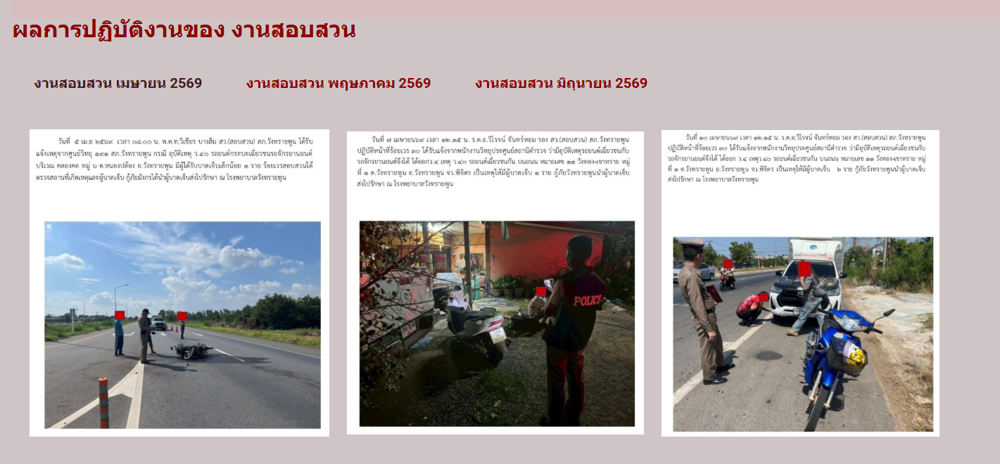 ผลการปฏิบัติงานของ งานสอบสวน
งานสอบสวน เมษายน 2569
งานสอบสวน พฤษภาคม 2569
งานสอบสวน มิถุนายน 2569
วันที่ ๕ เม.ย ๒๕๖๙ เวลา ๐๘.๐๐ น. พ.ต.ท.วิเชียร บางสิม สว.(สอบสวน) สภ.วังทรายพูน ได้รับ
แจ้งเหตุจากศูนย์วิทยุ ๑๙๑ สภ.วังทรายพูน กรณี อุบัติเหตุ ว.๔๐ รถยนต์กระบะเฉี่ยวชนรถจักรยานยนต์
บริเวณ คลองคต หมู่ ๖ ต.หนองปล้อง อ.วังทรายพูน มีผู้ได้รับบาดเจ็บเล็กน้อย ๑ ราย ร้อยเวรสอบสวนได้
ตรวจสถานที่เกิดเหตุและผู้บาดเจ็บ กู้ภัยมังกรได้นำผู้บาดเจ็บส่งไปรักษา ณ โรงพยาบาลวังทรายพูน
วันที่ ๗ เมษายน๖๙ เวลา ๑๒.๑๕ น. ร.ต.อ.วิโรจน์ จันทร์หอม รอง สว.(สอบสวน) สภ.วังทรายพูน
ปฏิบัติหน้าที่ร้อยเวร ๓๐ ได้รับแจ้งจากพนักงานวิทยุประศูนย์สถานีตำรวจ ว่ามีอุบัติเหตุรถยนต์เฉี่ยวชนกับ
รถจักรยานยนต์จึงได้ ได้ออกว.๔ เหตุ ว.๔๐ รถยนต์เฉี่ยวชนกัน บนถนน หมายเลข ๑๑ วังทอง-เขาทราย หมู่
ที่ ๑ ต.วังทรายพูน อ.วังทรายพูน จว.พิจิตร เป็นเหตุให้มีผู้บาดเจ็บ ๑ ราย กู้ภัยวังทรายพูนนำผู้บาดเจ็บ
ส่งไปรักษา ณ โรงพยาบาลวังทรายพูน
วันที่ ๑๐ เมษายน๖๙ เวลา ๑๒.๑๕ น. ร.ต.อ.วิโรจน์ จันทร์หอม รอง สว.(สอบสวน) สภ.วังทรายพูน
ปฏิบัติหน้าที่ร้อยเวร ๓๐ ได้รับแจ้งจากพนักงานวิทยุประศูนย์สถานีตำรวจ ว่ามีอุบัติเหตุรถยนต์เฉี่ยวชนกับ
รถจักรยานยนต์จึงได้ ได้ออก ว.๔ เหตุว.๔๐ รถยนต์เฉี่ยวชนกัน บนถนน หมายเลข ๑๑ วังทอง-เขาทราย หมู่
ที่ ๑ ต.วังทรายพูน อ.วังทรายพูน จว.พิจิตร เป็นเหตุให้มีผู้บาดเจ็บ ๒ ราย กู้ภัยวังทรายพูนนำผู้บาดเจ็บ
ส่งไปรักษา ณ โรงพยาบาลวังทรายพูน
POLICE